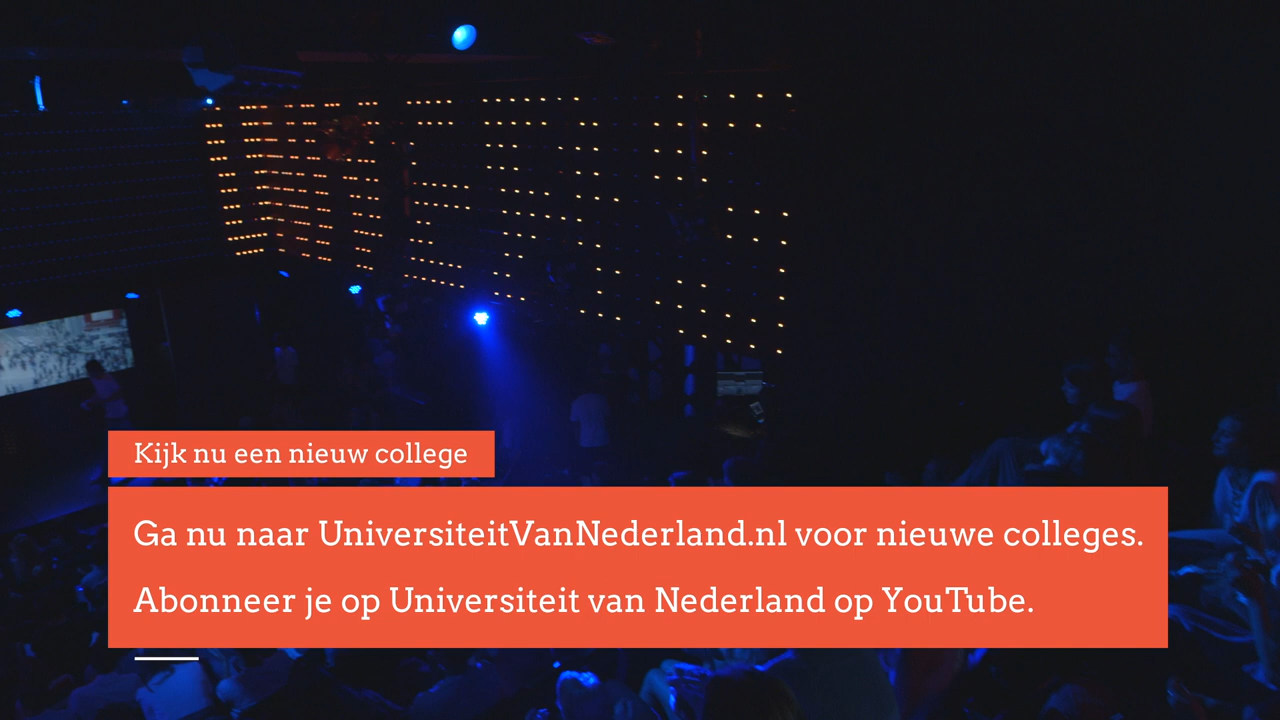 Kijk nu een nieuw college
Ga nu naar UniversiteitVanNederland.nl voor nieuwe colleges.
Abonneer je op Universiteit van Nederland op YouTube.